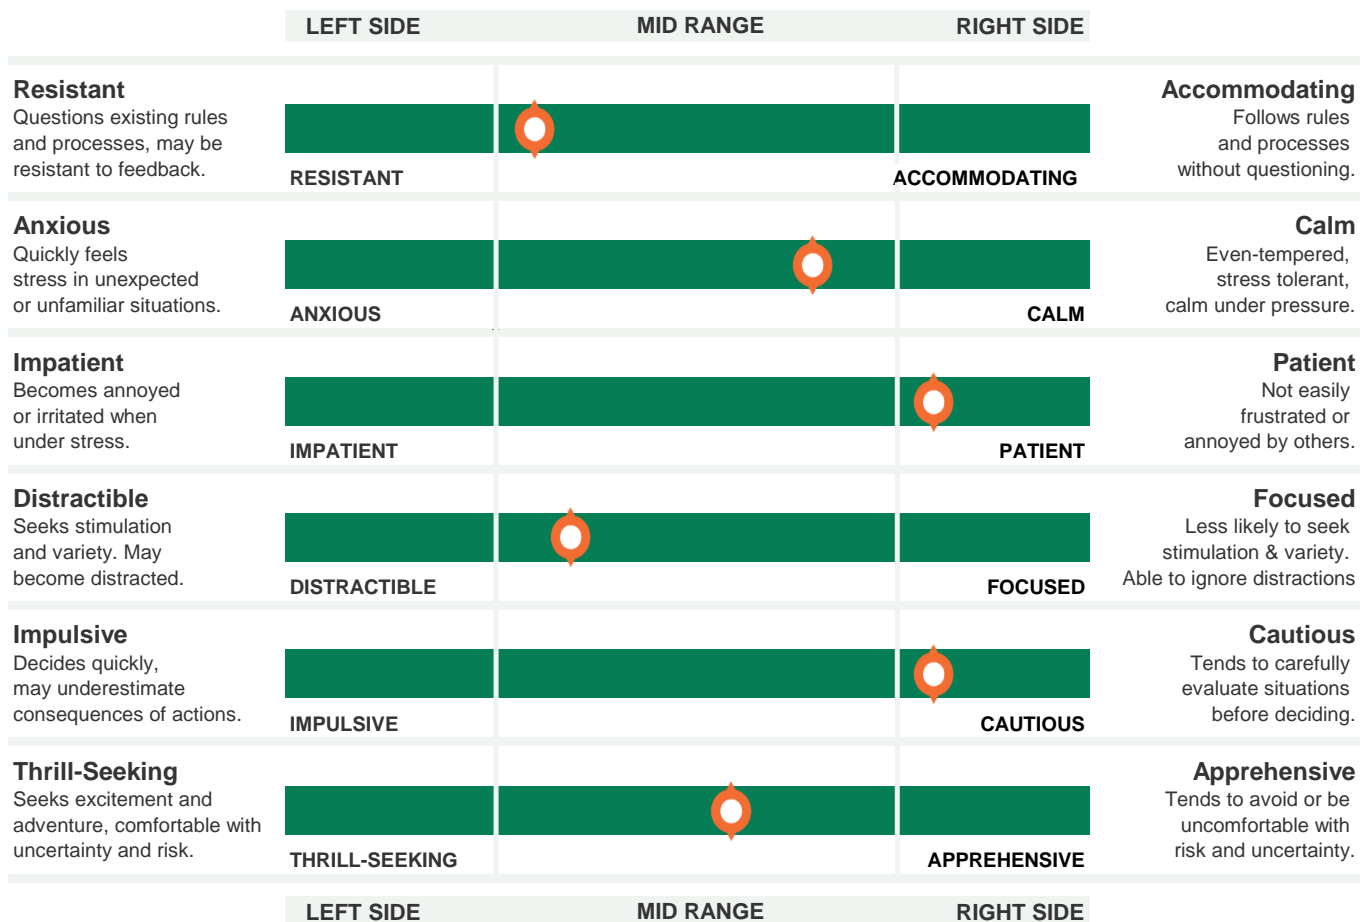 LEFT SIDE MID RANGE RIGHT SIDE
Resistant
Questions existing rules
and processes, may be
resistant to feedback.
RESISTANT ACCOMMODATING
Accommodating
Follows rules
and processes
without questioning.
Anxious
Quickly feels
stress in unexpected
or unfamiliar situations.
ANXIOUS CALM
Calm
Even-tempered,
stress tolerant,
calm under pressure.
Impatient
Becomes annoyed
or irritated when
under stress.
IMPATIENT PATIENT
Patient
Not easily
frustrated or
annoyed by others.
Distractible
Seeks stimulation
and variety. May
become distracted.
DISTRACTIBLE FOCUSED
Focused
Less likely to seek
stimulation & variety.
Able to ignore distractions
Impulsive
Decides quickly,
may underestimate
consequences of actions.
IMPULSIVE CAUTIOUS
Cautious
Tends to carefully
evaluate situations
before deciding.
Thrill-Seeking
Seeks excitement and
adventure, comfortable with
uncertainty and risk.
THRILL-SEEKING APPREHENSIVE
Apprehensive
Tends to avoid or be
uncomfortable with
risk and uncertainty.
LEFT SIDE MID RANGE RIGHT SIDE